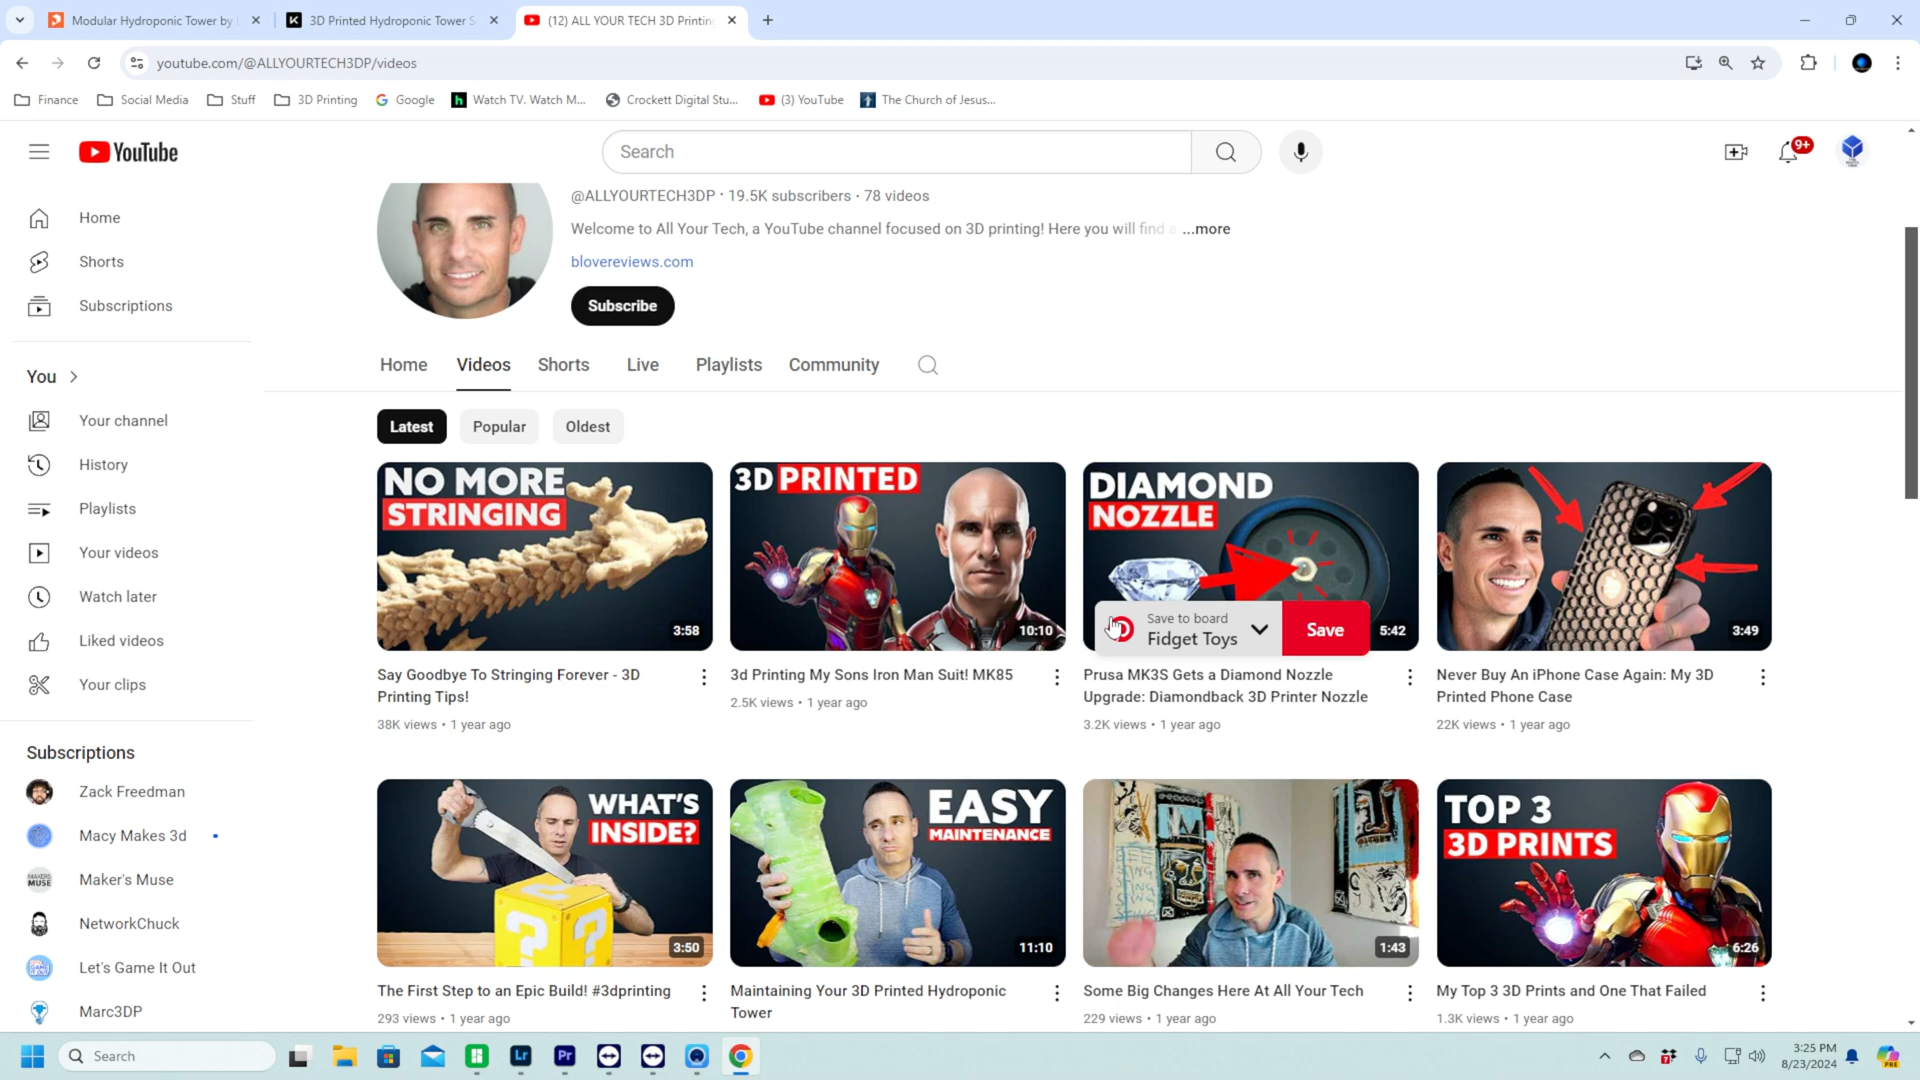 Modular Hydroponic Tower by
3D Printed Hydroponic Tower S
(12) ALL YOUR TECH 3D Printin
youtube.com/@ALLYOURTECH3DP/videos
Finance
Social Media
Stuff
3D Printing
Google
Watch TV. Watch M...
Crockett Digital Stu...
(3) YouTube
The Church of Jesus...
YouTube
Search
9+
@ALLYOURTECH3DP · 19.5K subscribers · 78 videos
Welcome to All Your Tech, a YouTube channel focused on 3D printing! Here you will find a ...more
blovereviews.com
Subscribe
Home
Shorts
Subscriptions
You
Your channel
History
Playlists
Your videos
Watch later
Liked videos
Your clips
Subscriptions
Zack Freedman
Macy Makes 3d
Maker's Muse
NetworkChuck
Let's Game It Out
Marc3DP
Home
Videos
Shorts
Live
Playlists
Community
Latest
Popular
Oldest
NO MORE
STRINGING
3:58
Say Goodbye To Stringing Forever - 3D
Printing Tips!
38K views • 1 year ago
3D PRINTED
10:10
3d Printing My Sons Iron Man Suit! MK85
2.5K views • 1 year ago
DIAMOND
NOZZLE
Save to board
Fidget Toys
Save
5:42
Prusa MK3S Gets a Diamond Nozzle
Upgrade: Diamondback 3D Printer Nozzle
3.2K views • 1 year ago
3:49
Never Buy An iPhone Case Again: My 3D
Printed Phone Case
22K views • 1 year ago
WHAT'S
INSIDE?
3:50
The First Step to an Epic Build! #3dprinting
293 views • 1 year ago
EASY
MAINTENANCE
11:10
Maintaining Your 3D Printed Hydroponic
Tower
1:43
Some Big Changes Here At All Your Tech
229 views • 1 year ago
TOP 3
3D PRINTS
6:26
My Top 3 3D Prints and One That Failed
1.3K views • 1 year ago
Search
Lr
Pr
3:25 PM
8/23/2024